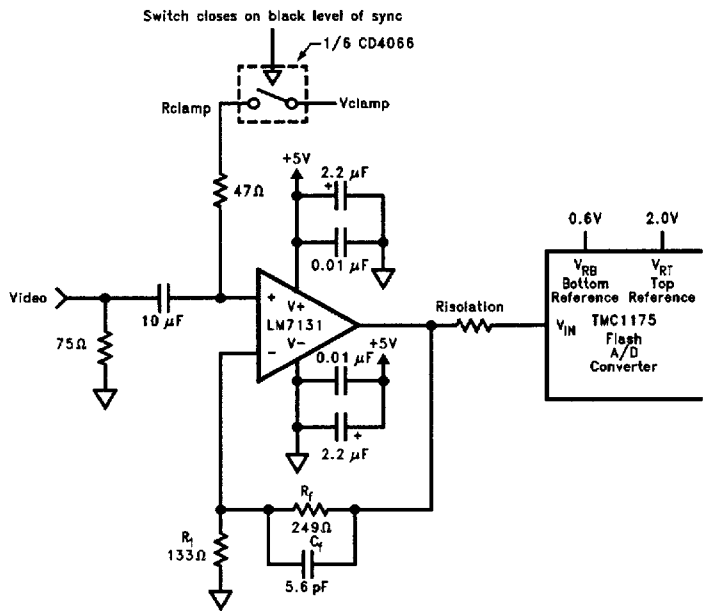 Switch closes on black level of sync
1/6 CD4066
Rclamp
Vclamp
+5V
2.2 μF
+
47Ω
0.01 μF
0.6V
2.0V
VRB
Bottom
Reference
VRT
Top
Reference
Video
10 μF
+
V+
LM7131
V-
−
Risolation
VIN
TMC1175
Flash
A/D
Converter
75Ω
0.01 μF
+5V
+
2.2 μF
Rf
249Ω
Cf
5.6 pF
R1
133Ω